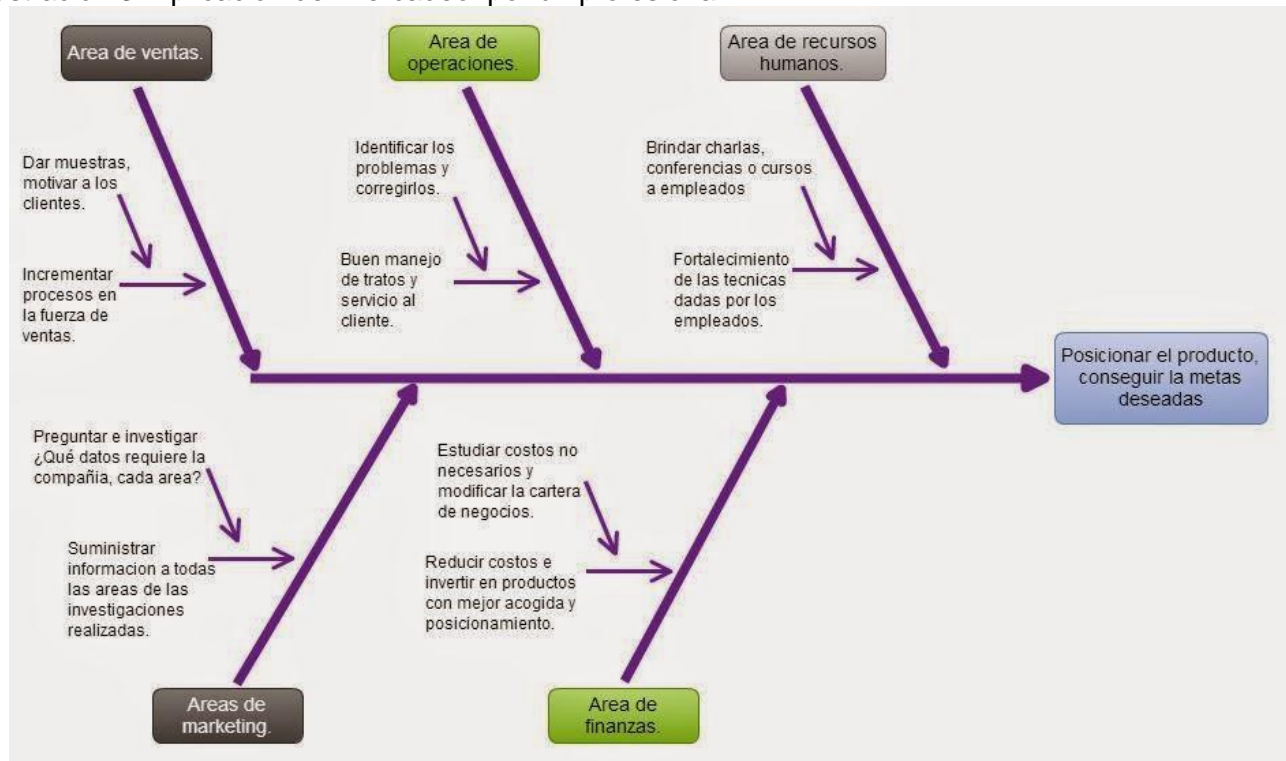 Area de ventas.
Area de
operaciones.
Area de recursos
humanos.
Dar muestras,
motivar a los
clientes.
Incrementar
procesos en
la fuerza de
ventas.
Identificar los
problemas y
corregirlos.
Buen manejo
de tratos y
servicio al
cliente.
Brindar charlas,
conferencias o cursos
a empleados
Fortalecimiento
de las tecnicas
dadas por los
empleados.
Posicionar el producto,
conseguir la metas
deseadas
Preguntar e investigar
¿Qué datos requiere la
compañia, cada area?
Suministrar
informacion a todas
las areas de las
investigaciones
realizadas.
Estudiar costos no
necesarios y
modificar la cartera
de negocios.
Reducir costos e
invertir en productos
con mejor acogida y
posicionamiento.
Areas de
marketing.
Area de
finanzas.